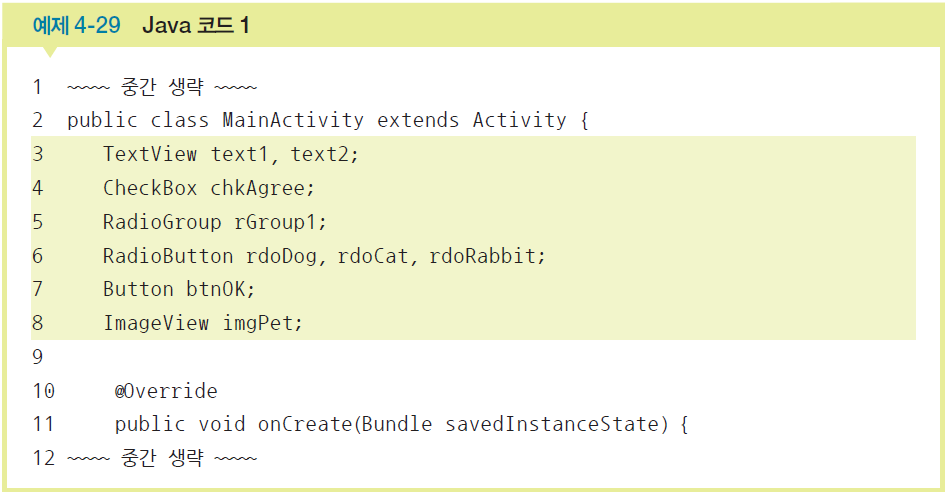 예제 4-29 Java 코드 1
1 ~~~~ 중간 생략 ~~~~
2 public class MainActivity extends Activity {
3 TextView text1, text2;
4 CheckBox chkAgree;
5 RadioGroup rGroup1;
6 RadioButton rdoDog, rdoCat, rdoRabbit;
7 Button btnOK;
8 ImageView imgPet;
9
10 @Override
11 public void onCreate(Bundle savedInstanceState) {
12 ~~~~ 중간 생략 ~~~~